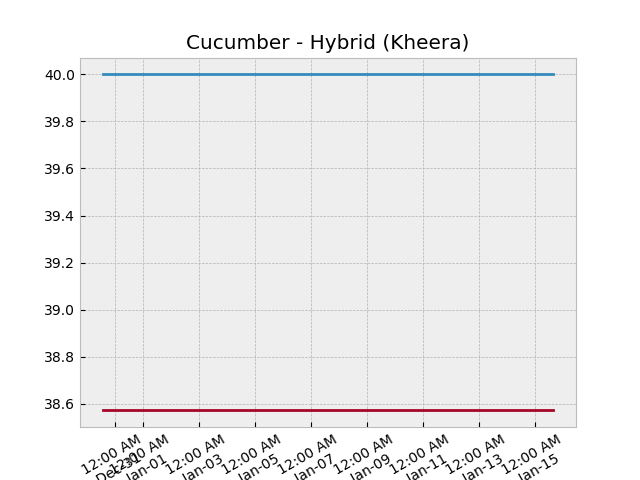 Cucumber - Hybrid (Kheera)
40.0
39.8
39.6
39.4
39.2
39.0
38.8
38.6
12:00 AM
Dec-31
12:00 AM
Jan-01
12:00 AM
Jan-03
12:00 AM
Jan-05
12:00 AM
Jan-07
12:00 AM
Jan-09
12:00 AM
Jan-11
12:00 AM
Jan-13
12:00 AM
Jan-15